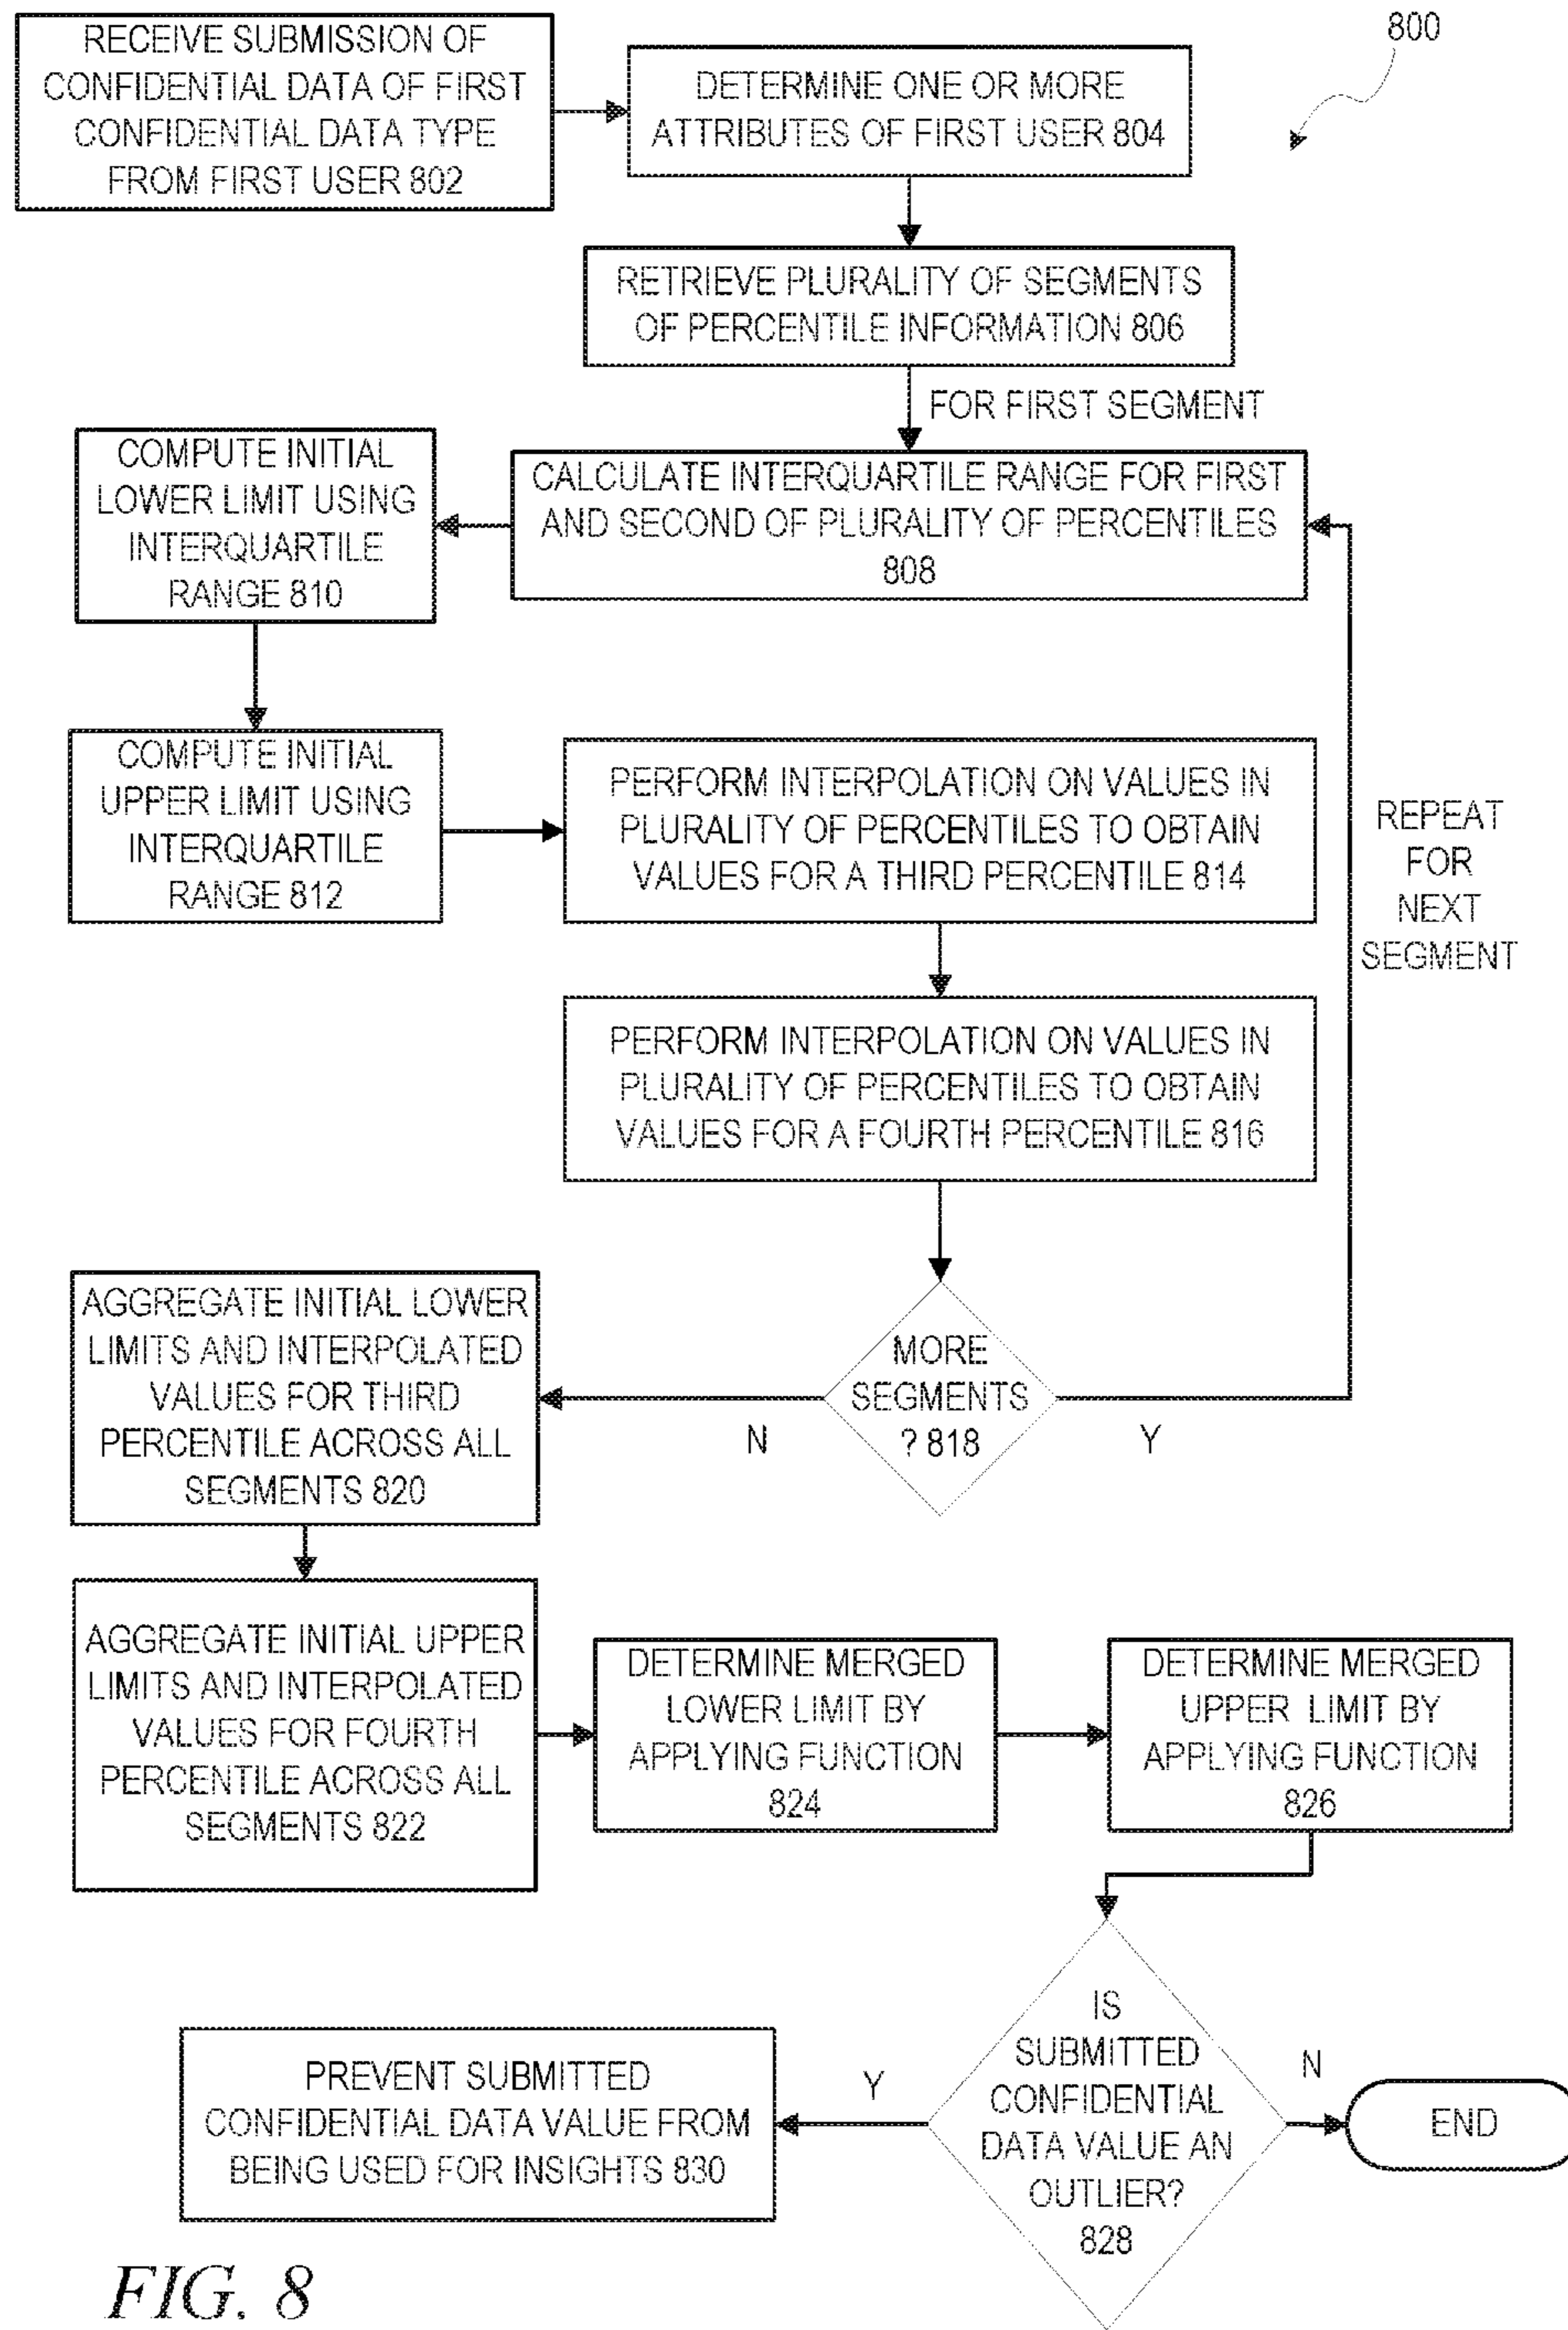 800
RECEIVE SUBMISSION OF
CONFIDENTIAL DATA OF FIRST
CONFIDENTIAL DATA TYPE
FROM FIRST USER 802
DETERMINE ONE OR MORE
ATTRIBUTES OF FIRST USER 804
RETRIEVE PLURALITY OF SEGMENTS
OF PERCENTILE INFORMATION 806
FOR FIRST SEGMENT
CALCULATE INTERQUARTILE RANGE FOR FIRST
AND SECOND OF PLURALITY OF PERCENTILES
808
COMPUTE INITIAL
LOWER LIMIT USING
INTERQUARTILE
RANGE 810
COMPUTE INITIAL
UPPER LIMIT USING
INTERQUARTILE
RANGE 812
PERFORM INTERPOLATION ON VALUES IN
PLURALITY OF PERCENTILES TO OBTAIN
VALUES FOR A THIRD PERCENTILE 814
REPEAT
FOR
NEXT
SEGMENT
PERFORM INTERPOLATION ON VALUES IN
PLURALITY OF PERCENTILES TO OBTAIN
VALUES FOR A FOURTH PERCENTILE 816
MORE
SEGMENTS
? 818
N
Y
AGGREGATE INITIAL LOWER
LIMITS AND INTERPOLATED
VALUES FOR THIRD
PERCENTILE ACROSS ALL
SEGMENTS 820
AGGREGATE INITIAL UPPER
LIMITS AND INTERPOLATED
VALUES FOR FOURTH
PERCENTILE ACROSS ALL
SEGMENTS 822
DETERMINE MERGED
LOWER LIMIT BY
APPLYING FUNCTION
824
DETERMINE MERGED
UPPER LIMIT BY
APPLYING FUNCTION
826
IS
SUBMITTED
CONFIDENTIAL
DATA VALUE AN
OUTLIER?
828
Y
N
PREVENT SUBMITTED
CONFIDENTIAL DATA VALUE FROM
BEING USED FOR INSIGHTS 830
END
FIG. 8